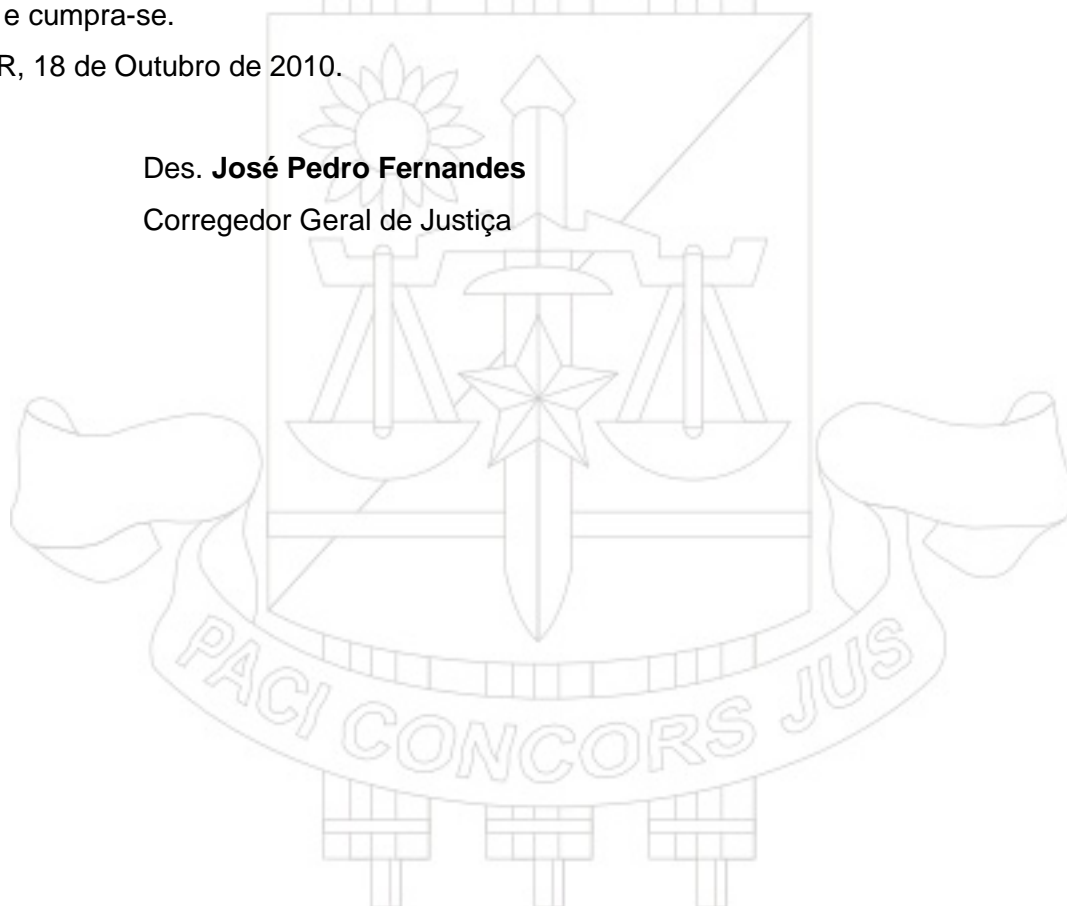 e cumpra-se.
R, 18 de Outubro de 2010.
Des. José Pedro Fernandes
Corregedor Geral de Justiça
PACI CONCORS JUS